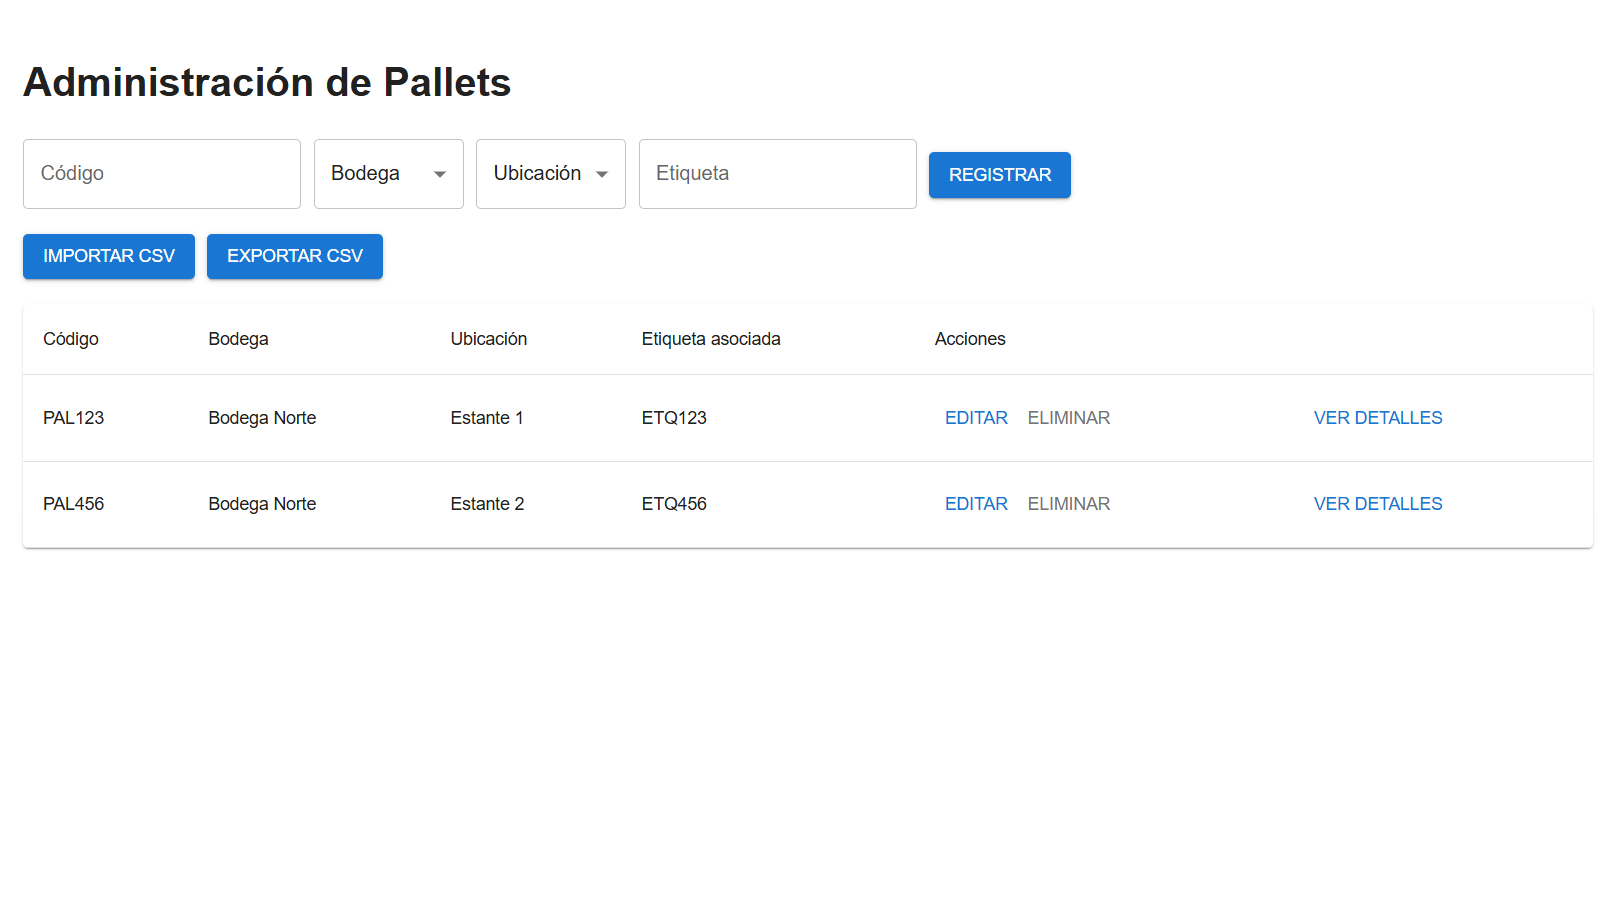 Administración de Pallets
Código Bodega Ubicación Etiqueta REGISTRAR
IMPORTAR CSV EXPORTAR CSV
Código Bodega Ubicación Etiqueta asociada Acciones
PAL123 Bodega Norte Estante 1 ETQ123 EDITAR ELIMINAR VER DETALLES
PAL456 Bodega Norte Estante 2 ETQ456 EDITAR ELIMINAR VER DETALLES